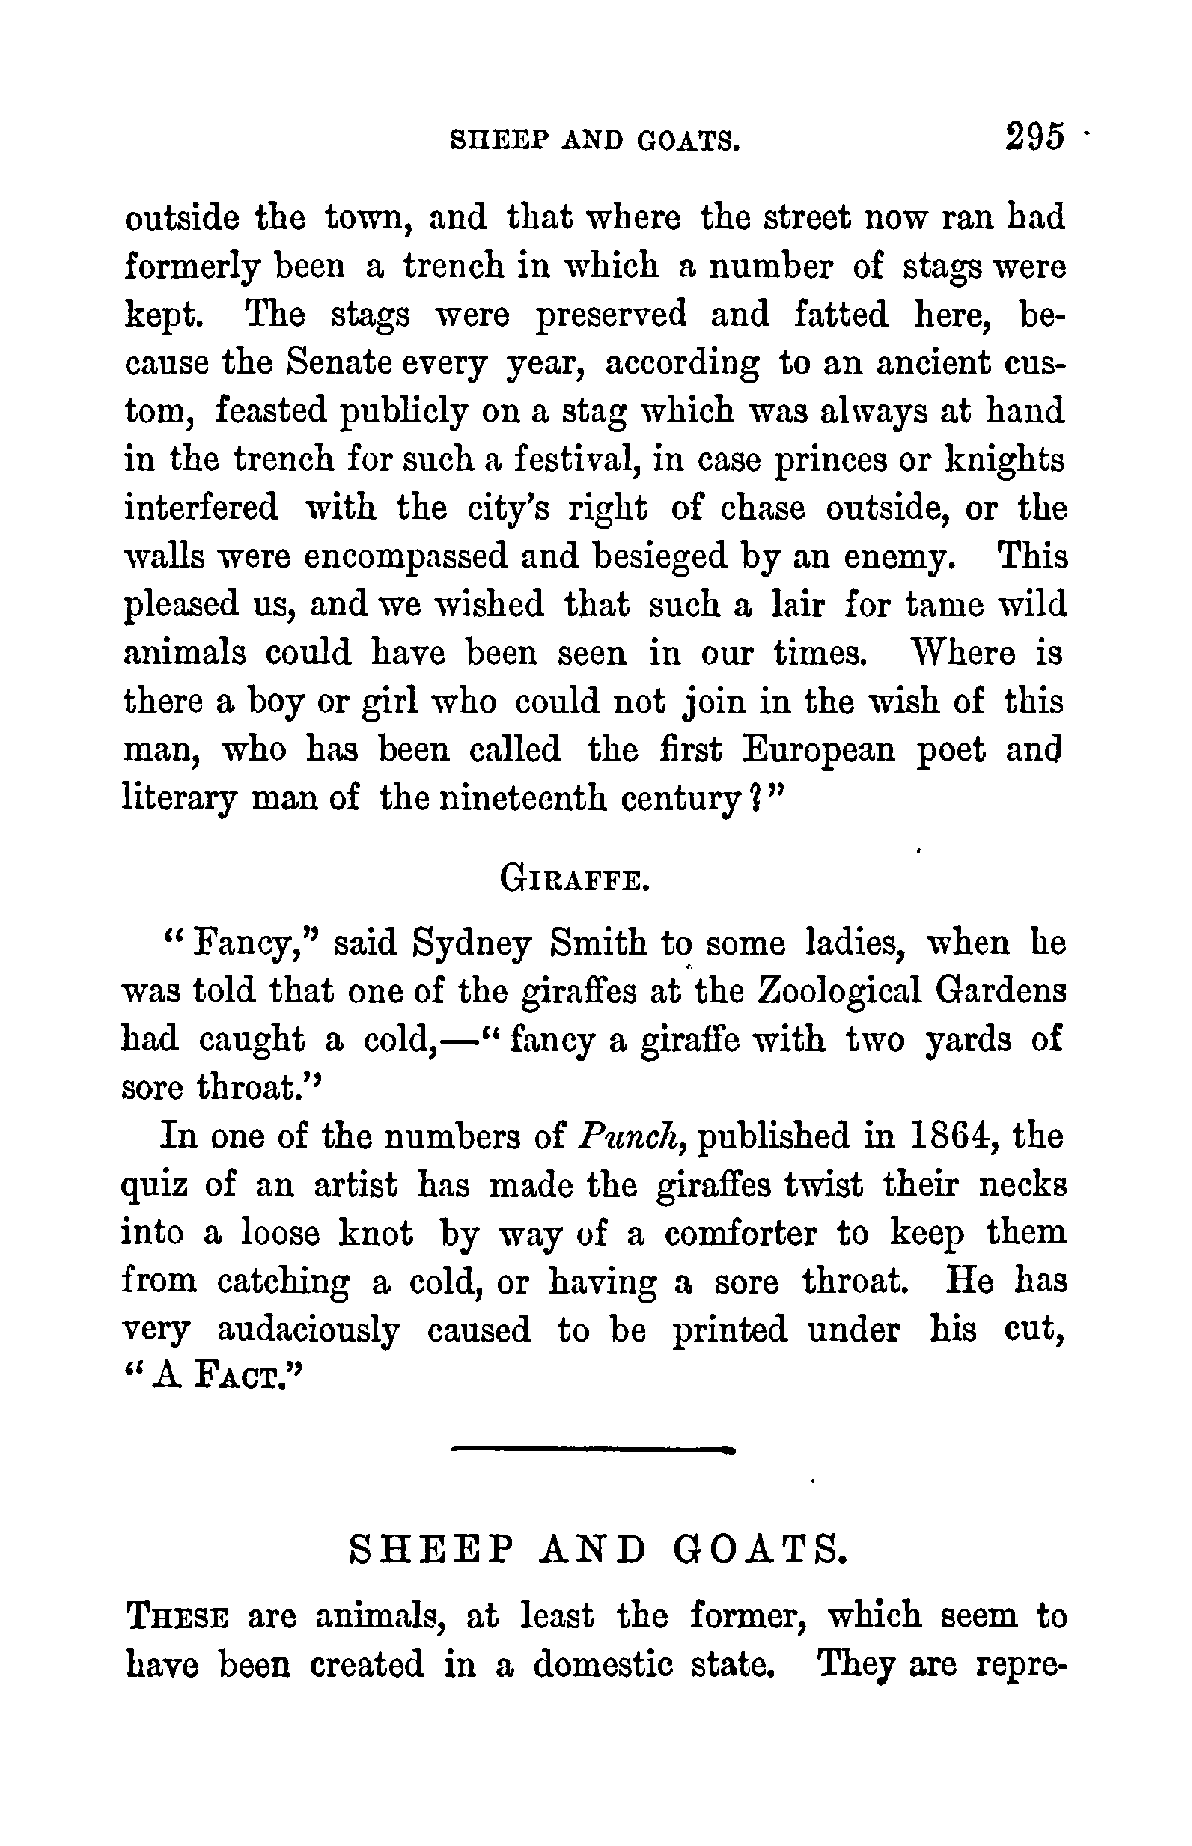 SHEEP AND GOATS. 295
outside the town, and that where the street now ran had
formerly been a trench in which a number of stags were
kept. The stags were preserved and fatted here, be-
cause the Senate every year, according to an ancient cus-
tom, feasted publicly on a stag which was always at hand
in the trench for such a festival, in case princes or knights
interfered with the city's right of chase outside, or the
walls were encompassed and besieged by an enemy. This
pleased us, and we wished that such a lair for tame wild
animals could have been seen in our times. Where is
there a boy or girl who could not join in the wish of this
man, who has been called the first European poet and
literary man of the nineteenth century?"
GIRAFFE.
"Fancy," said Sydney Smith to some ladies, when he
was told that one of the giraffes at the Zoological Gardens
had caught a cold,—"fancy a giraffe with two yards of
sore throat."
In one of the numbers of Punch, published in 1864, the
quiz of an artist has made the giraffes twist their necks
into a loose knot by way of a comforter to keep them
from catching a cold, or having a sore throat. He has
very audaciously caused to be printed under his cut,
"A FACT."
SHEEP AND GOATS.
THESE are animals, at least the former, which seem to
have been created in a domestic state. They are repre-